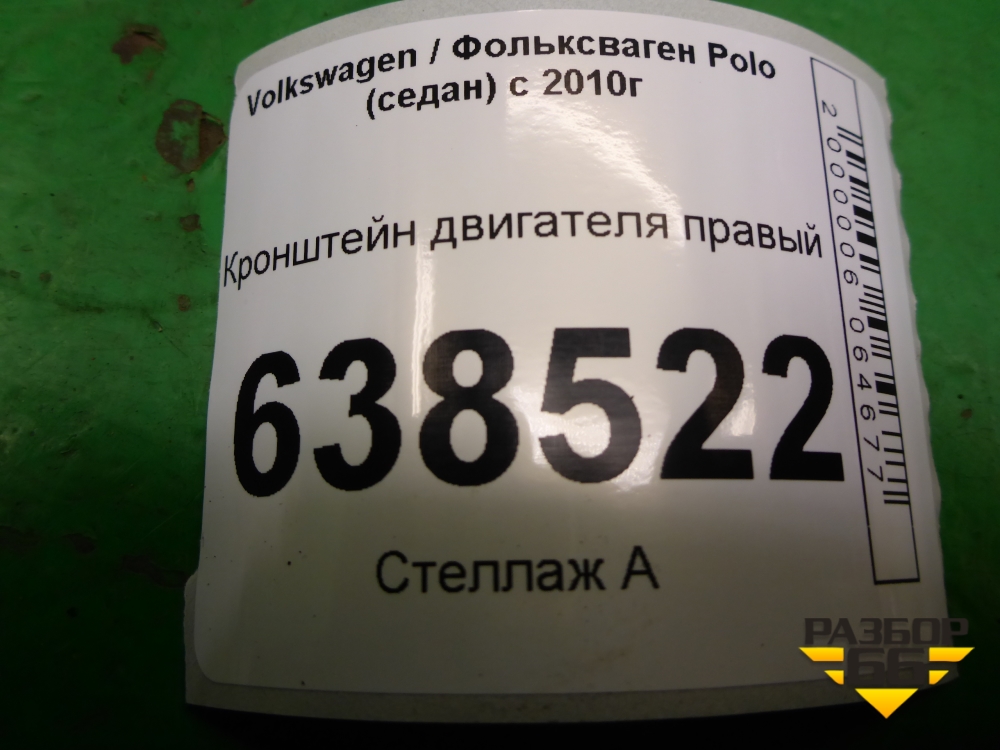 Volkswagen / Фольксваген Polo
(седан) с 2010г
Кронштейн двигателя правый
638522
Стеллаж А
2000006064677
РАЗБОР
66